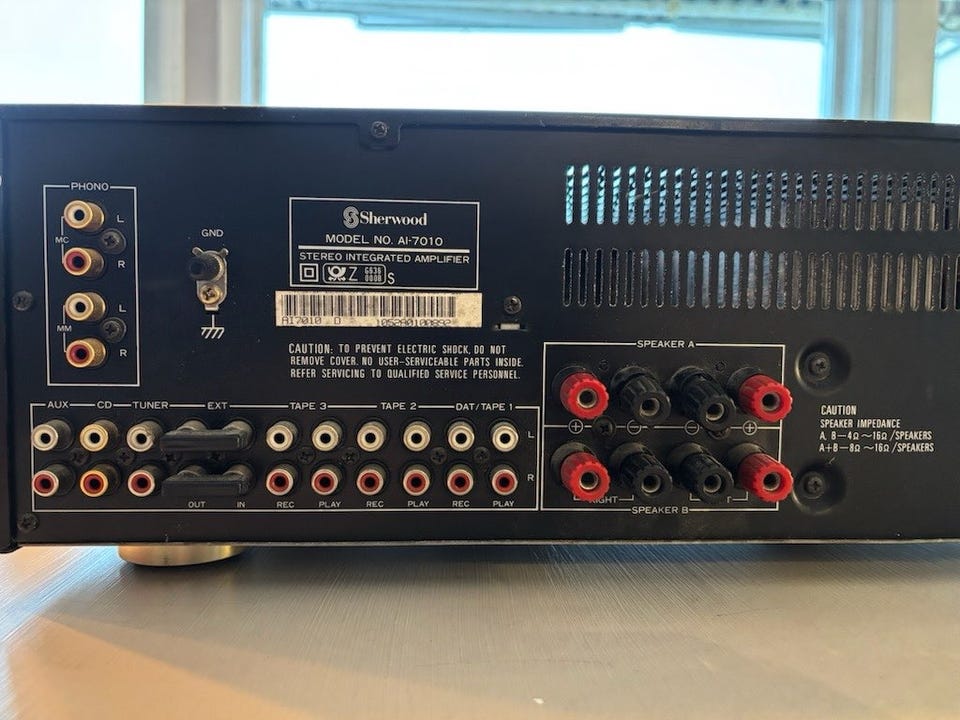 PHONO
L
MC
R
L
MM
R
GND
Sherwood
MODEL NO. AI-7010
STEREO INTEGRATED AMPLIFIER
Z
S
AI7010 D
CAUTION: TO PREVENT ELECTRIC SHOCK, DO NOT
REMOVE COVER. NO USER-SERVICEABLE PARTS INSIDE.
REFER SERVICING TO QUALIFIED SERVICE PERSONNEL.
SPEAKER A
⊕ ⊖ ⊖ ⊕
RIGHT
SPEAKER B
CAUTION
SPEAKER IMPEDANCE
A, B—4Ω ～16Ω /SPEAKERS
A+B—8Ω ～16Ω /SPEAKERS
AUX CD TUNER EXT TAPE 3 TAPE 2 DAT/TAPE 1
L
R
OUT IN REC PLAY REC PLAY REC PLAY